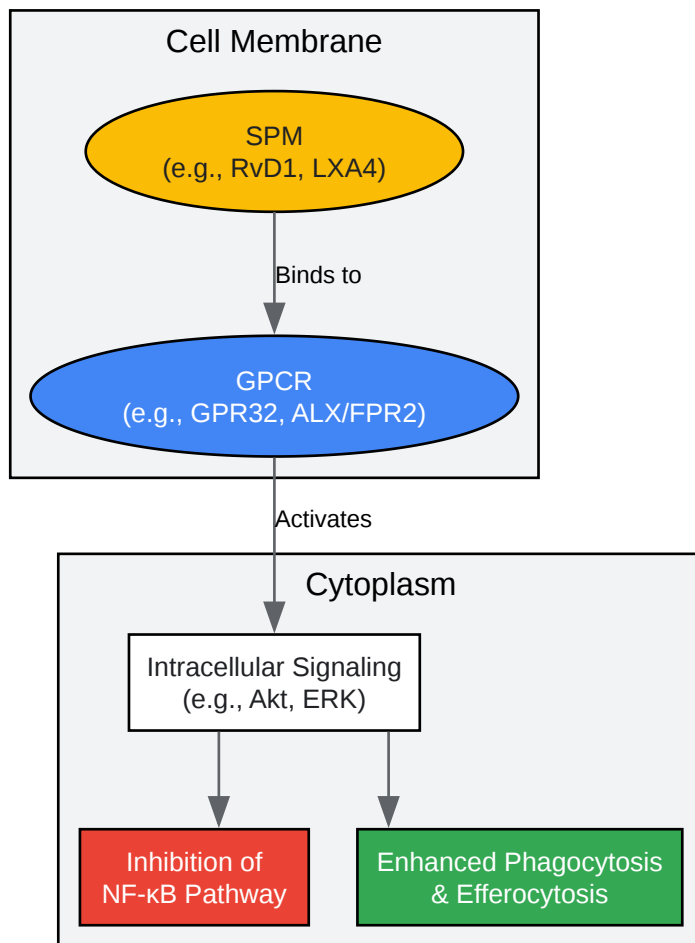 Cell Membrane
SPM
(e.g., RvD1, LXA4)
Binds to
GPCR
(e.g., GPR32, ALX/FPR2)
Activates
Cytoplasm
Intracellular Signaling
(e.g., Akt, ERK)
Inhibition of
NF-κB Pathway
Enhanced Phagocytosis
& Efferocytosis